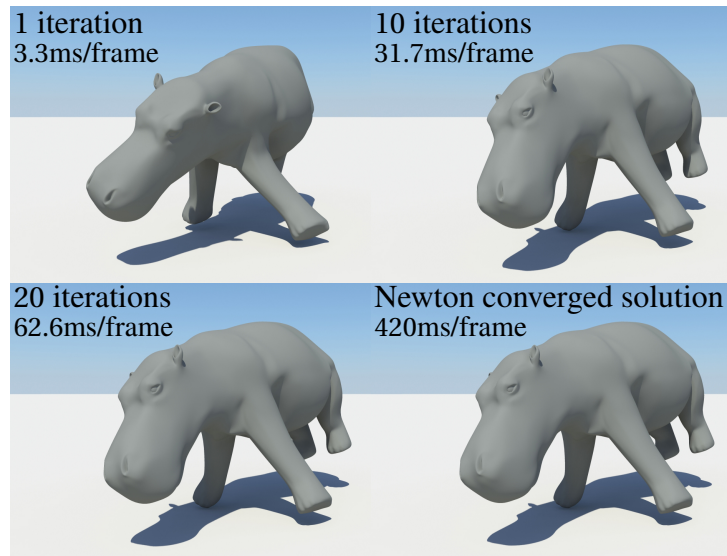 1 iteration
3.3ms/frame
10 iterations
31.7ms/frame
20 iterations
62.6ms/frame
Newton converged solution
420ms/frame